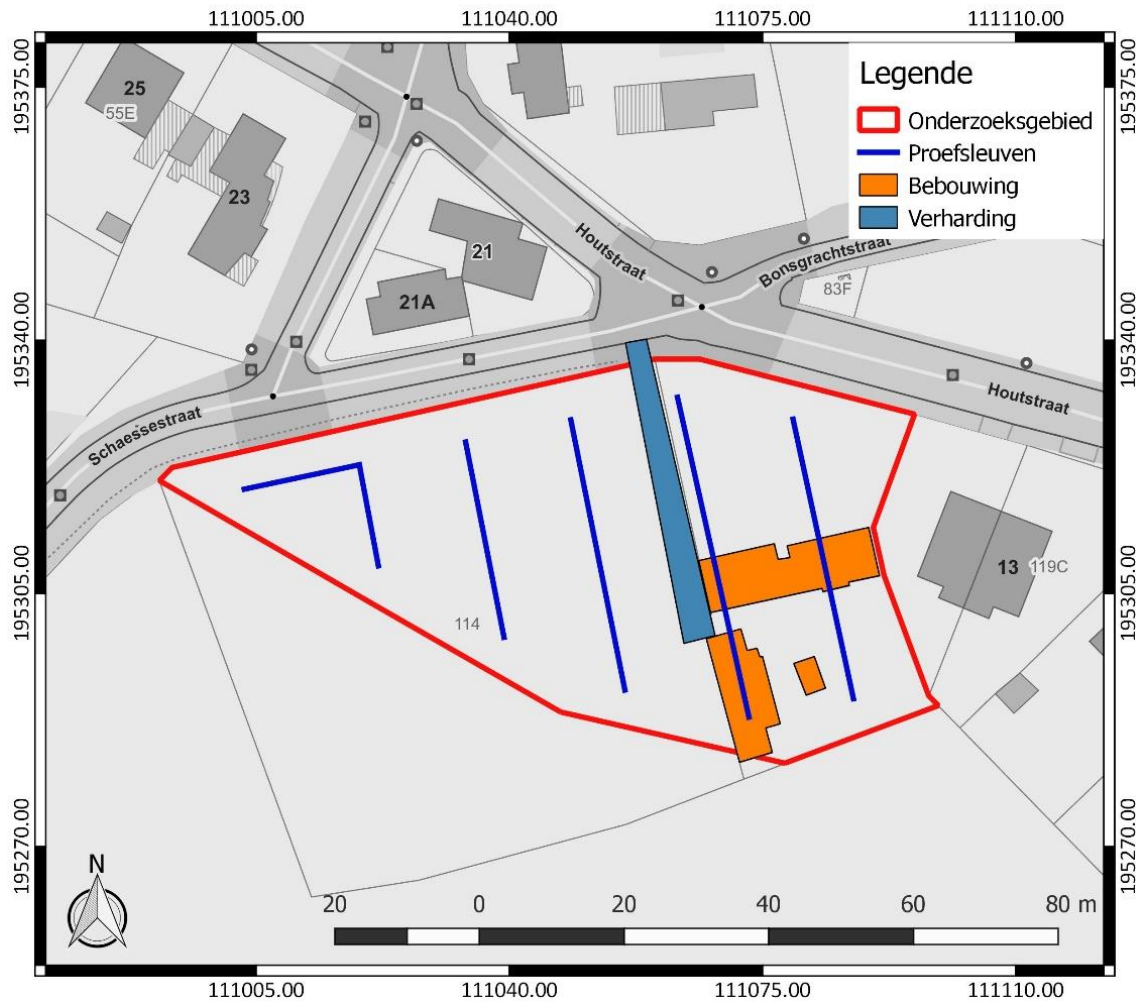 111005.00 111040.00 111075.00 111110.00
195375.00 195375.00
Legende
Onderzoeksgebied
Proefsleuven
Bebouwing
Verharding
25
55E
23
21
21A
Houtstraat
Bonsgrachtstraat
83F
195340.00 195340.00
Schaessestraat
Houtstraat
13 119C
195305.00 195305.00
114
195270.00 195270.00
N
20 0 20 40 60 80 m
111005.00 111040.00 111075.00 111110.00